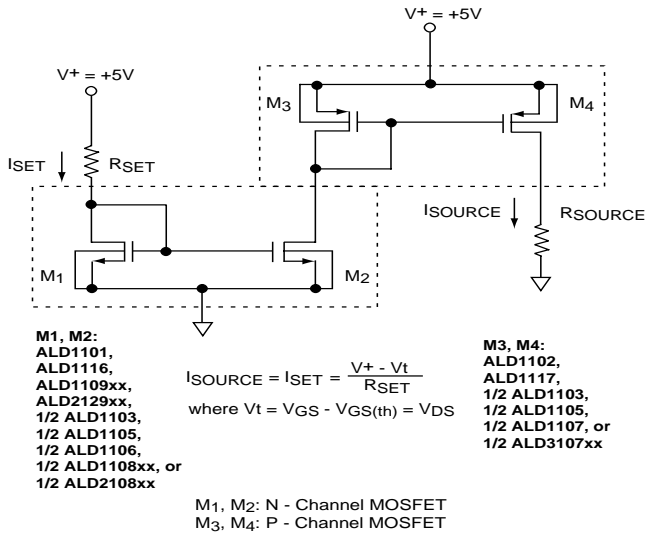 V+ = +5V
V+ = +5V
M3
M4
ISET
RSET
ISOURCE
RSOURCE
M1
M2
M1, M2:
ALD1101,
ALD1116,
ALD1109xx,
ALD2129xx,
1/2 ALD1103,
1/2 ALD1105,
1/2 ALD1106,
1/2 ALD1108xx, or
1/2 ALD2108xx
ISOURCE = ISET = V+ - Vt
RSET
where Vt = VGS - VGS(th) = VDS
M3, M4:
ALD1102,
ALD1117,
1/2 ALD1103,
1/2 ALD1105,
1/2 ALD1107, or
1/2 ALD3107xx
M1, M2: N - Channel MOSFET
M3, M4: P - Channel MOSFET